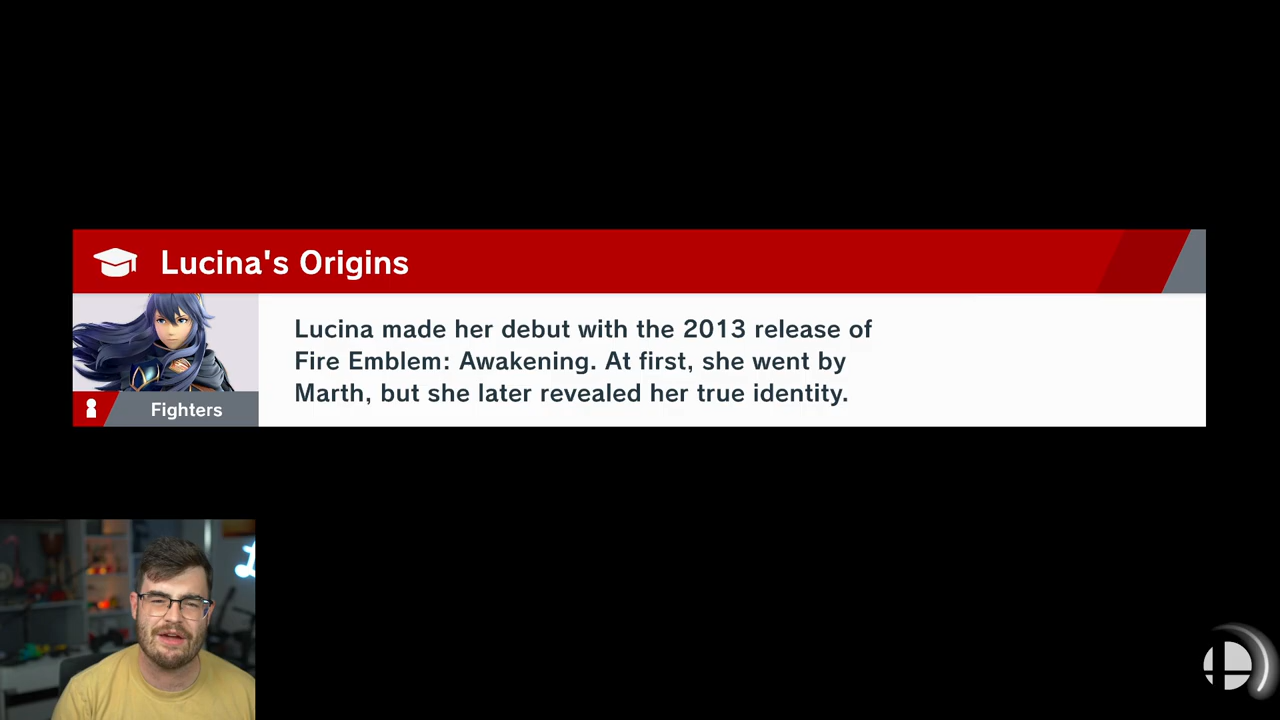 Lucina's Origins
Lucina made her debut with the 2013 release of
Fire Emblem: Awakening. At first, she went by
Marth, but she later revealed her true identity.
Fighters